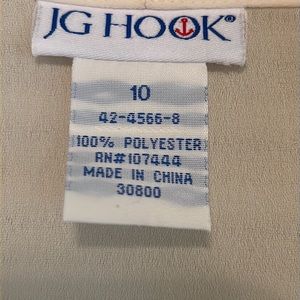 JG HOOK®
10
42-4566-8
100% POLYESTER
RN#107444
MADE IN CHINA
30800